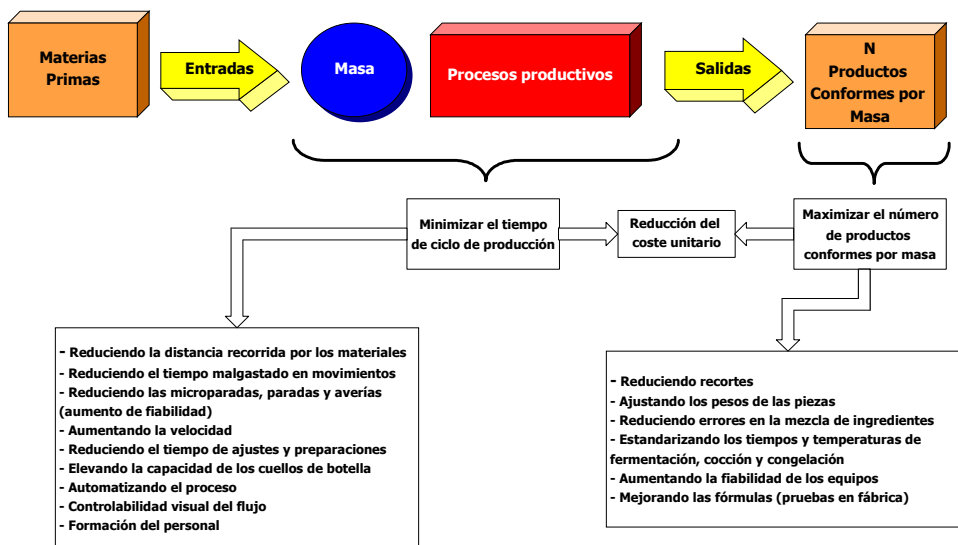 Materias
Primas
Entradas
Masa
Procesos productivos
Salidas
N
Productos
Conformes por
Masa
Minimizar el tiempo
de ciclo de producción
Reducción del
coste unitario
Maximizar el número
de productos
conformes por masa
- Reduciendo la distancia recorrida por los materiales
- Reduciendo el tiempo malgastado en movimientos
- Reduciendo las microparadas, paradas y averías
(aumento de fiabilidad)
- Aumentando la velocidad
- Reduciendo el tiempo de ajustes y preparaciones
- Elevando la capacidad de los cuellos de botella
- Automatizando el proceso
- Controlabilidad visual del flujo
- Formación del personal
- Reduciendo recortes
- Ajustando los pesos de las piezas
- Reduciendo errores en la mezcla de ingredientes
- Estandarizando los tiempos y temperaturas de
fermentación, cocción y congelación
- Aumentando la fiabilidad de los equipos
- Mejorando las fórmulas (pruebas en fábrica)